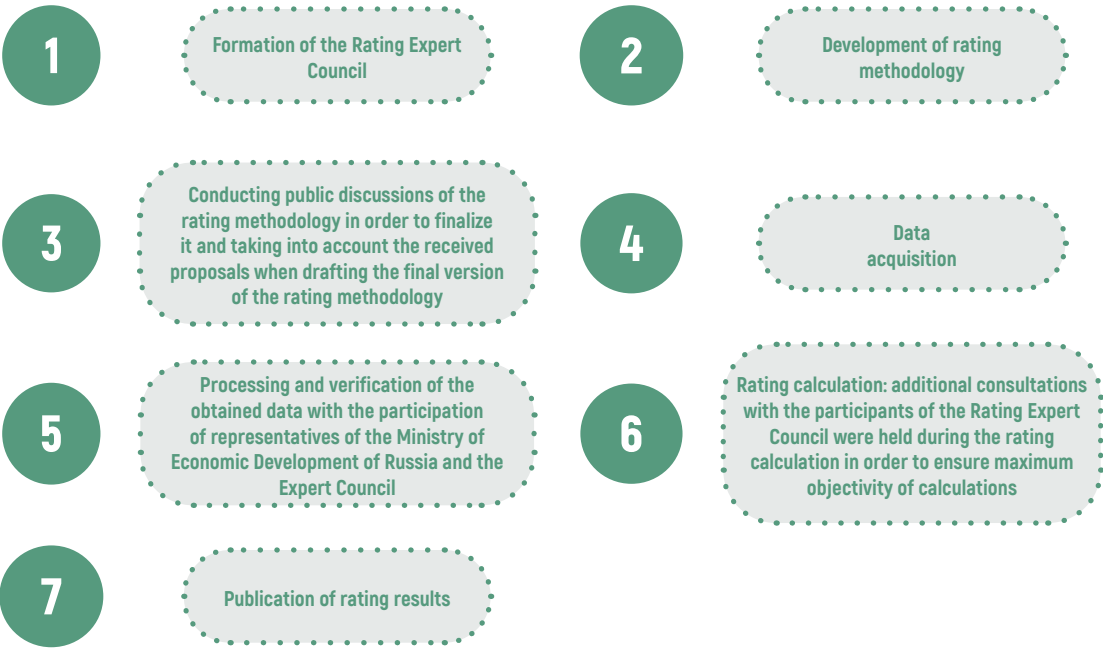 1
Formation of the Rating Expert
Council
2
Development of rating
methodology
3
Conducting public discussions of the
rating methodology in order to finalize
it and taking into account the received
proposals when drafting the final version
of the rating methodology
4
Data
acquisition
5
Processing and verification of the
obtained data with the participation
of representatives of the Ministry of
Economic Development of Russia and the
Expert Council
6
Rating calculation: additional consultations
with the participants of the Rating Expert
Council were held during the rating
calculation in order to ensure maximum
objectivity of calculations
7
Publication of rating results